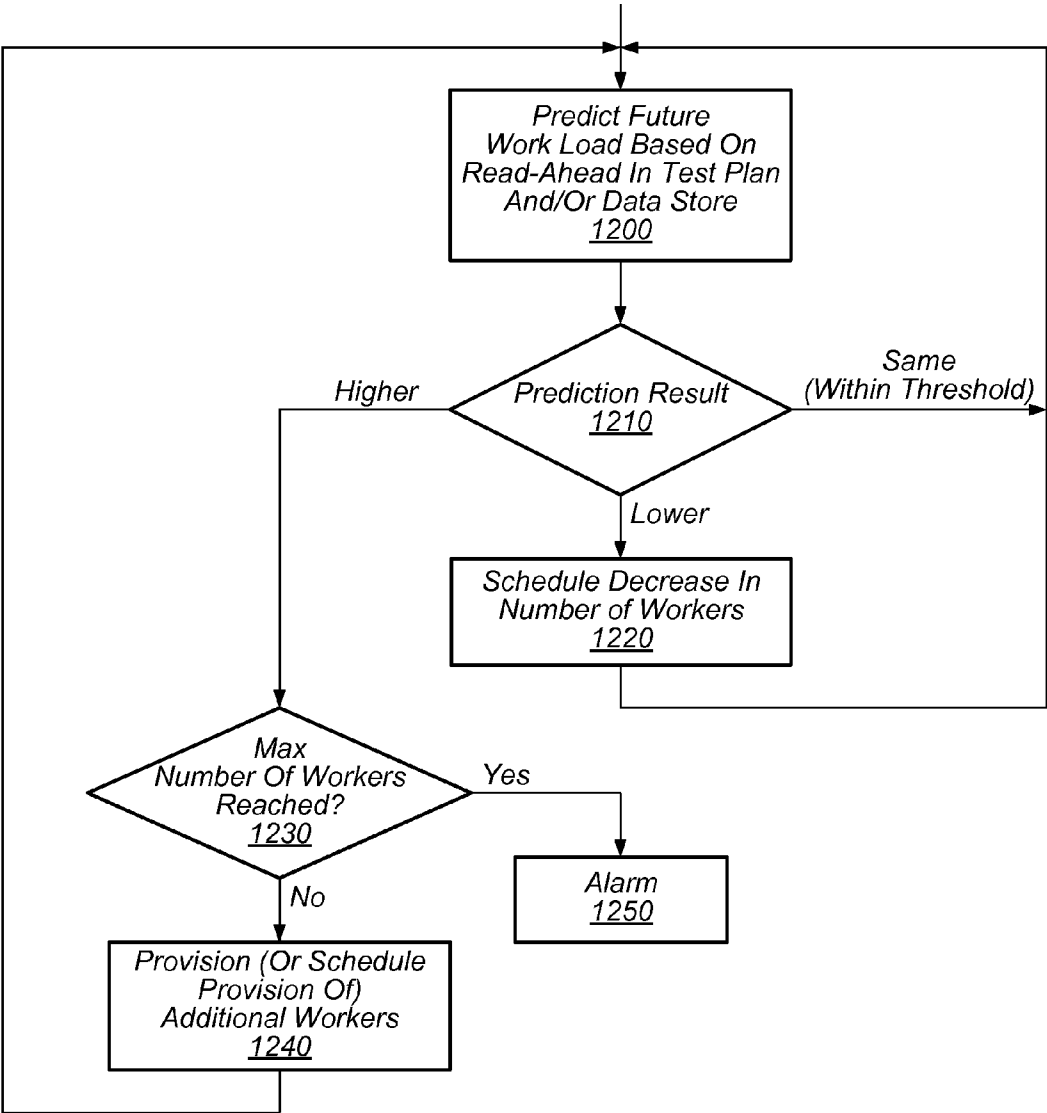 Predict Future
Work Load Based On
Read-Ahead In Test Plan
And/Or Data Store
1200
Same
(Within Threshold)
Higher
Prediction Result
1210
Lower
Schedule Decrease In
Number of Workers
1220
Max
Number Of Workers
Reached?
1230
Yes
Alarm
1250
No
Provision (Or Schedule
Provision Of)
Additional Workers
1240